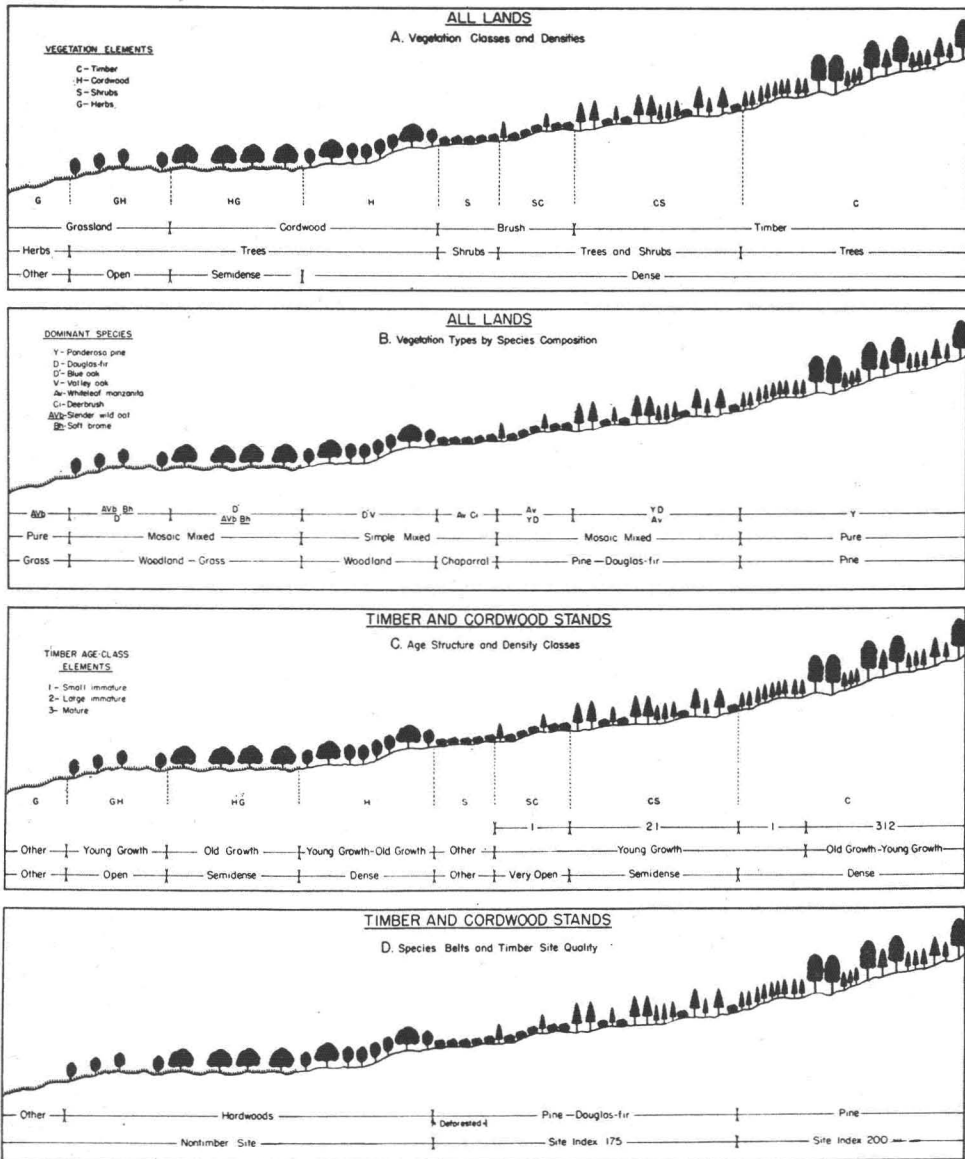 ALL LANDS
A. Vegetation Classes and Densities
VEGETATION ELEMENTS
C - Timber
H - Cordwood
S - Shrubs
G - Herbs
G GH HG H S SC CS C
Grassland Cordwood Brush Timber
Herbs Trees Shrubs Trees and Shrubs Trees
Other Open Semidense Dense
ALL LANDS
B. Vegetation Types by Species Composition
DOMINANT SPECIES
Y - Ponderosa pine
D - Douglas-fir
D' - Blue oak
V - Valley oak
Av - Whiteleaf manzanita
Ci - Deerbrush
AVb - Slender wild oat
Bh - Soft brome
AVb Bh D' Av YD
AVb D'V Av Ci Y
D' AVb Bh YD Av
Pure Mosaic Mixed Simple Mixed Mosaic Mixed Pure
Grass Woodland - Grass Woodland Chaparral Pine - Douglas-fir Pine
TIMBER AND CORDWOOD STANDS
C. Age Structure and Density Classes
TIMBER AGE-CLASS
ELEMENTS
1 - Small immature
2 - Large immature
3 - Mature
G GH HG H S SC CS C
1 21 1 312
Other Young Growth Old Growth Young Growth-Old Growth Other Young Growth Old Growth-Young Growth
Other Open Semidense Dense Other Very Open Semidense Dense
TIMBER AND CORDWOOD STANDS
D. Species Belts and Timber Site Quality
Other Hardwoods Pine - Douglas-fir Pine
Deforested
Nontimber Site Site Index 175 Site Index 200